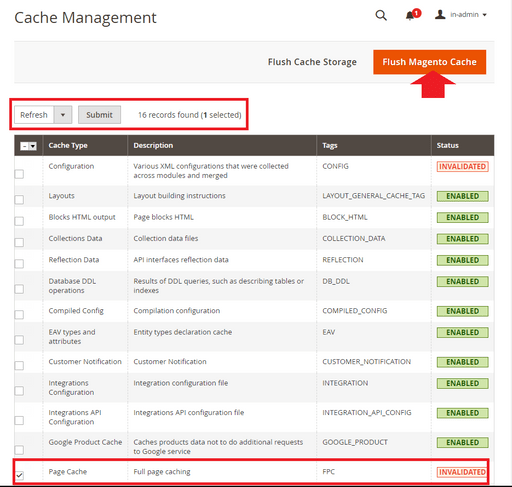 Cache Management
1
in-admin
Flush Cache Storage
Flush Magento Cache
Refresh
Submit
16 records found (1 selected)
Cache Type Description Tags Status
Configuration Various XML configurations that were collected across modules and merged CONFIG INVALIDATED
Layouts Layout building instructions LAYOUT_GENERAL_CACHE_TAG ENABLED
Blocks HTML output Page blocks HTML BLOCK_HTML ENABLED
Collections Data Collection data files COLLECTION_DATA ENABLED
Reflection Data API interfaces reflection data REFLECTION ENABLED
Database DDL operations Results of DDL queries, such as describing tables or indexes DB_DDL ENABLED
Compiled Config Compilation configuration COMPILED_CONFIG ENABLED
EAV types and attributes Entity types declaration cache EAV ENABLED
Customer Notification Customer Notification CUSTOMER_NOTIFICATION ENABLED
Integrations Configuration Integration configuration file INTEGRATION ENABLED
Integrations API Configuration Integrations API configuration file INTEGRATION_API_CONFIG ENABLED
Google Product Cache Caches products data not to do additional requests to Google service GOOGLE_PRODUCT ENABLED
Page Cache Full page caching FPC INVALIDATED